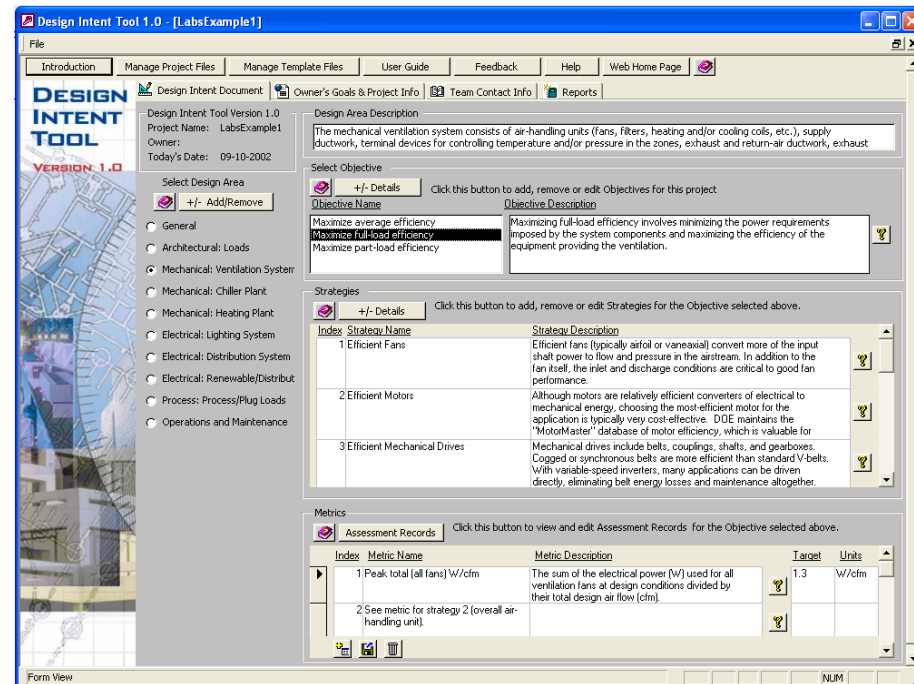 Design Intent Tool 1.0 - [LabsExample1]
File
Introduction Manage Project Files Manage Template Files User Guide Feedback Help Web Home Page
DESIGN
INTENT
TOOL
VERSION 1.0
Design Intent Document Owner's Goals & Project Info Team Contact Info Reports
Design Intent Tool Version 1.0
Project Name: LabsExample1
Owner:
Today's Date: 09-10-2002
Select Design Area
+/- Add/Remove
General
Architectural: Loads
Mechanical: Ventilation System
Mechanical: Chiller Plant
Mechanical: Heating Plant
Electrical: Lighting System
Electrical: Distribution System
Electrical: Renewable/Distribut
Process: Process/Plug Loads
Operations and Maintenance
Design Area Description
The mechanical ventilation system consists of air-handling units (fans, filters, heating and/or cooling coils, etc.), supply
ductwork, terminal devices for controlling temperature and/or pressure in the zones, exhaust and return-air ductwork, exhaust
Select Objective
+/- Details Click this button to add, remove or edit Objectives for this project
Objective Name Objective Description
Maximize average efficiency
Maximize full-load efficiency
Maximize part-load efficiency
Maximizing full-load efficiency involves minimizing the power requirements
imposed by the system components and maximizing the efficiency of the
equipment providing the ventilation.
Strategies
+/- Details Click this button to add, remove or edit Strategies for the Objective selected above.
Index Strategy Name Strategy Description
1 Efficient Fans
Efficient fans (typically airfoil or vaneaxial) convert more of the input
shaft power to flow and pressure in the airstream. In addition to the
fan itself, the inlet and discharge conditions are critical to good fan
performance.
2 Efficient Motors
Although motors are relatively efficient converters of electrical to
mechanical energy, choosing the most-efficient motor for the
application is typically very cost-effective. DOE maintains the
"MotorMaster" database of motor efficiency, which is valuable for
3 Efficient Mechanical Drives
Mechanical drives include belts, couplings, shafts, and gearboxes.
Cogged or synchronous belts are more efficient than standard V-belts.
With variable-speed inverters, many applications can be driven
directly, eliminating belt energy losses and maintenance altogether.
Metrics
Assessment Records Click this button to view and edit Assessment Records for the Objective selected above.
Index Metric Name Metric Description Target Units
1 Peak total (all fans) W/cfm
The sum of the electrical power (W) used for all
ventilation fans at design conditions divided by
their total design air flow (cfm).
1.3 W/cfm
2 See metric for strategy 2 (overall air-
handling unit).
Form View NUM